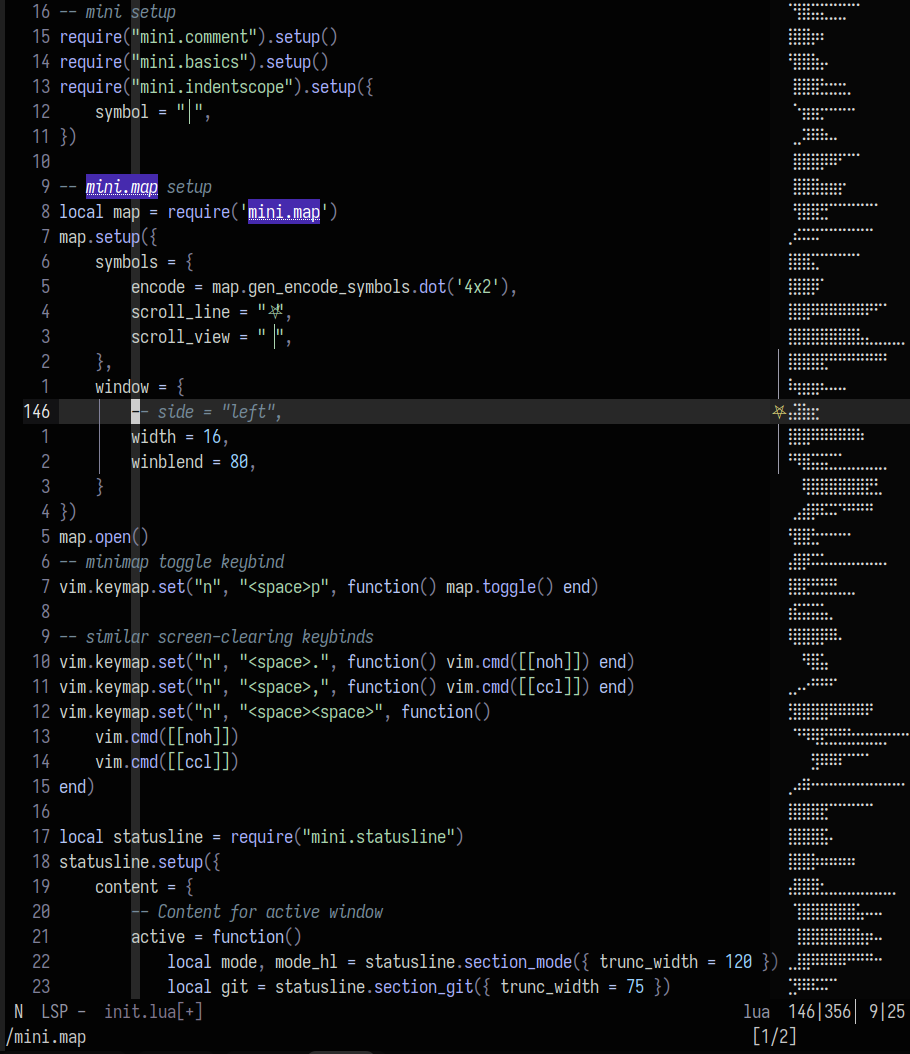 16 -- mini setup
15 require("mini.comment").setup()
14 require("mini.basics").setup()
13 require("mini.indentscope").setup({
12     symbol = "│",
11 })
10
9 -- mini.map setup
8 local map = require('mini.map')
7 map.setup({
6     symbols = {
5         encode = map.gen_encode_symbols.dot('4x2'),
4         scroll_line = "⛤",
3         scroll_view = "│",
2     },
1     window = {
146         -- side = "left",
1         width = 16,
2         winblend = 80,
3     }
4 })
5 map.open()
6 -- minimap toggle keybind
7 vim.keymap.set("n", "<space>p", function() map.toggle() end)
8
9 -- similar screen-clearing keybinds
10 vim.keymap.set("n", "<space>.", function() vim.cmd([[noh]]) end)
11 vim.keymap.set("n", "<space>,", function() vim.cmd([[ccl]]) end)
12 vim.keymap.set("n", "<space><space>", function()
13     vim.cmd([[noh]])
14     vim.cmd([[ccl]])
15 end)
16
17 local statusline = require("mini.statusline")
18 statusline.setup({
19     content = {
20         -- Content for active window
21         active = function()
22             local mode, mode_hl = statusline.section_mode({ trunc_width = 120 })
23             local git = statusline.section_git({ trunc_width = 75 })
N  LSP -  init.lua[+] lua  146|356│ 9|25
/mini.map [1/2]